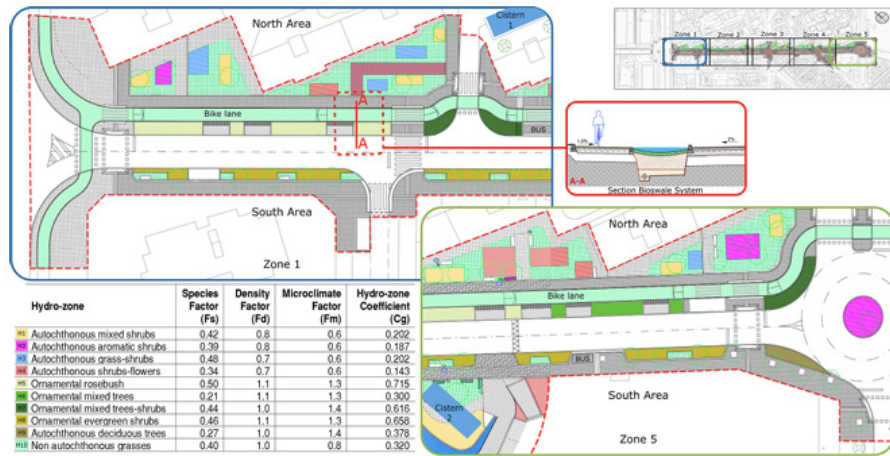 North Area
Cistern
1
Zone 1
Zone 2
Zone 3
Zone 4
Zone 5
A
Bike lane
A
BUS
South Area
Zone 1
A-A
Section Bioswale System
North Area
Bike lane
BUS
Cistern
2
South Area
Zone 5
Hydro-zone Species Factor (Fs) Density Factor (Fd) Microclimate Factor (Fm) Hydro-zone Coefficient (Cg)
H1 Autochthonous mixed shrubs 0.42 0.8 0.6 0.202
H2 Autochthonous aromatic shrubs 0.39 0.8 0.6 0.187
H3 Autochthonous grass-shrubs 0.48 0.7 0.6 0.202
H4 Autochthonous shrubs-flowers 0.34 0.7 0.6 0.143
H5 Ornamental rosebush 0.50 1.1 1.3 0.715
H6 Ornamental mixed trees 0.21 1.1 1.3 0.300
H7 Ornamental mixed trees-shrubs 0.44 1.0 1.4 0.616
H8 Ornamental evergreen shrubs 0.46 1.1 1.3 0.658
H9 Autochthonous deciduous trees 0.27 1.0 1.4 0.378
H10 Non autochthonous grasses 0.40 1.0 0.8 0.320